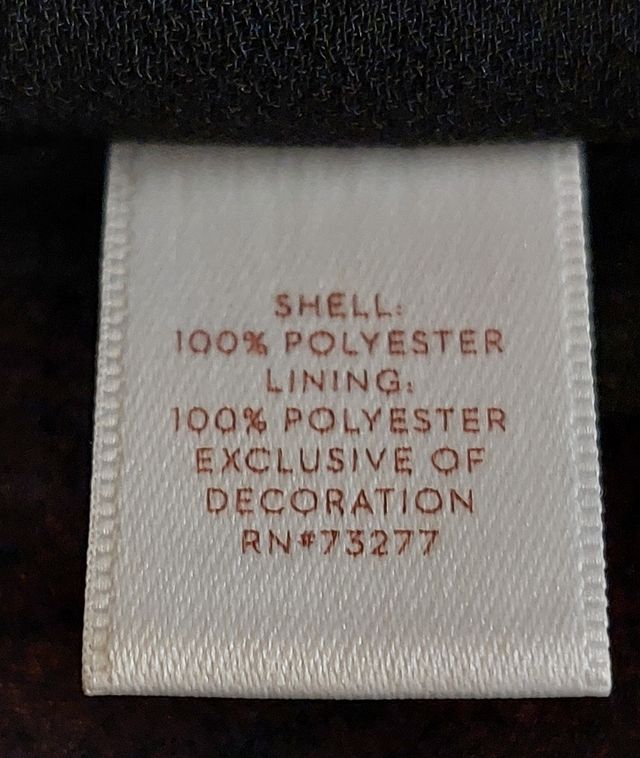 SHELL:
100% POLYESTER
LINING:
100% POLYESTER
EXCLUSIVE OF
DECORATION
RN#73277